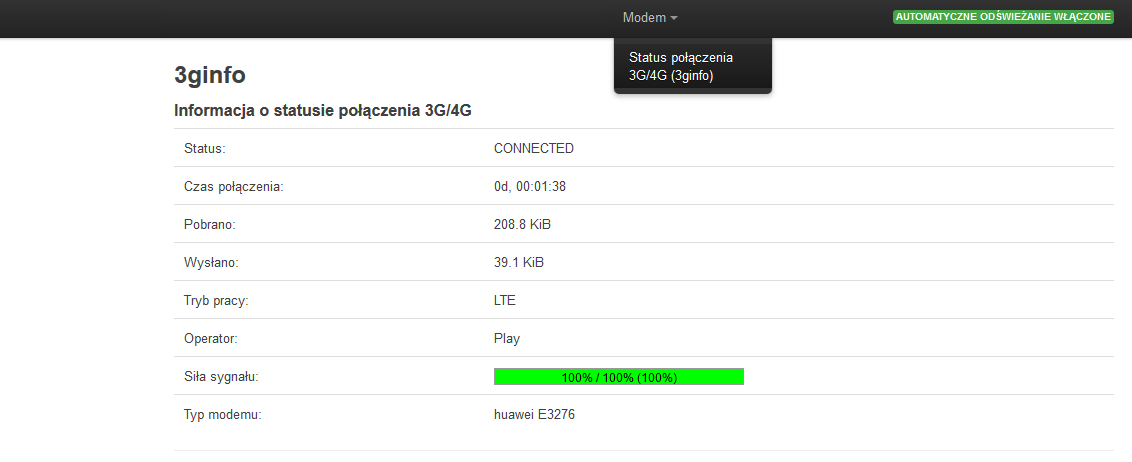 Modem
AUTOMATYCZNE ODŚWIEŻANIE WŁĄCZONE
Status połączenia
3G/4G (3ginfo)
3ginfo
Informacja o statusie połączenia 3G/4G
Status: CONNECTED
Czas połączenia: 0d, 00:01:38
Pobrano: 208.8 KiB
Wysłano: 39.1 KiB
Tryb pracy: LTE
Operator: Play
Siła sygnału: 100% / 100% (100%)
Typ modemu: huawei E3276